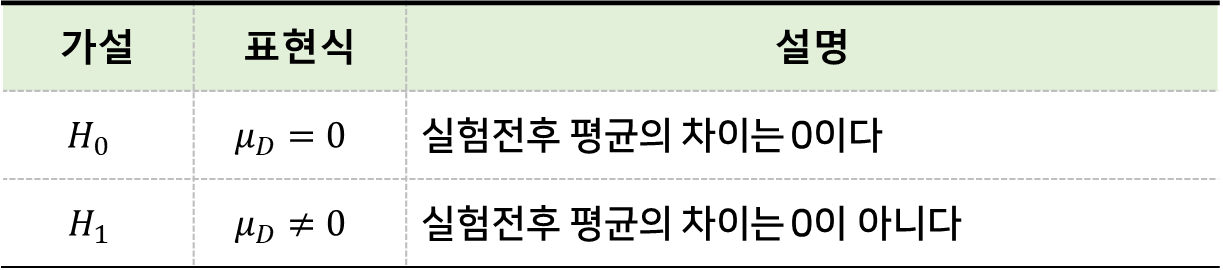 가설 표현식 설명
H₀ μ_D = 0 실험전후 평균의 차이는 0이다
H₁ μ_D ≠ 0 실험전후 평균의 차이는 0이 아니다